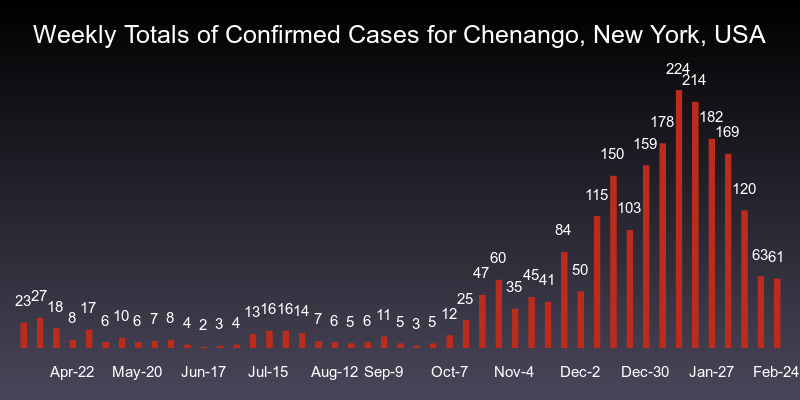 Weekly Totals of Confirmed Cases for Chenango, New York, USA
23 27 18 8 17 6 10 6 7 8 4 2 3 4 13 16 16 14 7 6 5 6 11 5 3 5 12 25 47 60 35 45 41 84 50 115 150 103 159 178 224 214 182 169 120 63 61
Apr-22 May-20 Jun-17 Jul-15 Aug-12 Sep-9 Oct-7 Nov-4 Dec-2 Dec-30 Jan-27 Feb-24